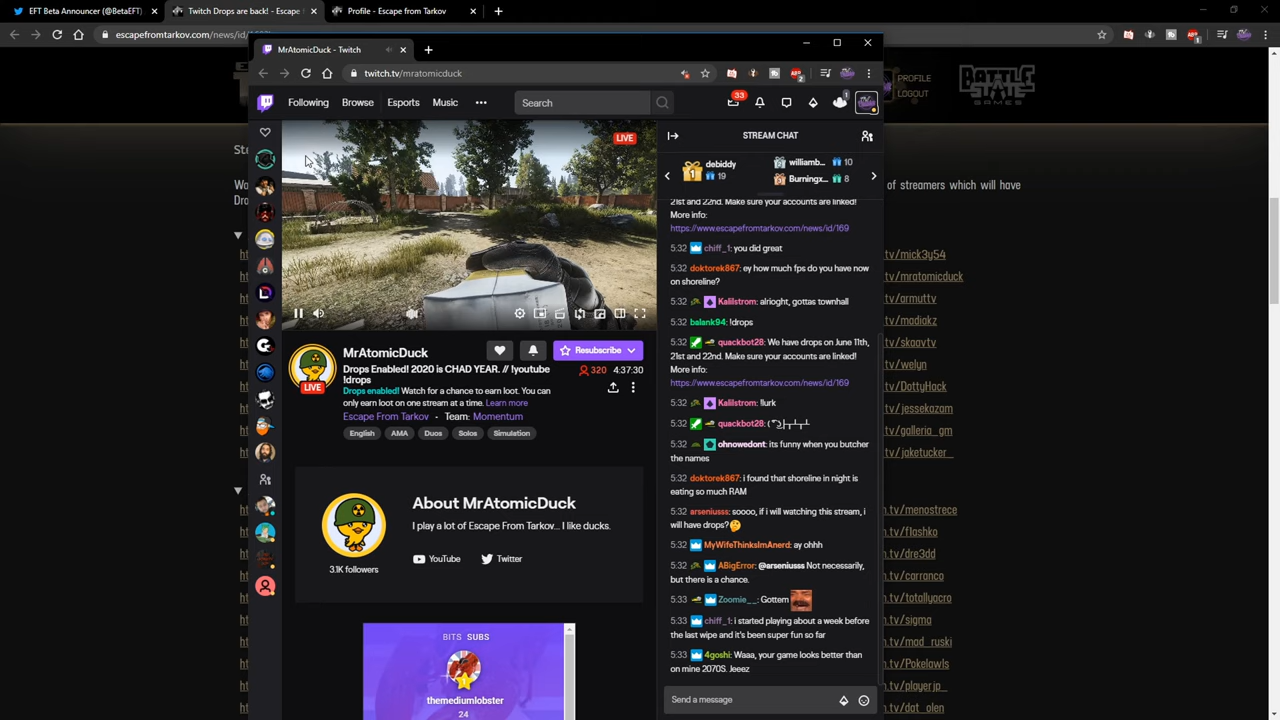 EFT Beta Announcer (@BetaEFT)
Twitch Drops are back! - Escape
Profile - Escape from Tarkov
PROFILE
LOGOUT
BATTLE
STATE
GAMES
of streamers which will have
.tv/mick3y54
.tv/mratomicduck
.tv/armuttv
.tv/madiakz
.tv/skaavtv
.tv/welyn
.tv/DottyHack
.tv/jessekazam
.tv/galleria_gm
.tv/jaketucker_
.tv/menostrece
.tv/flashko
.tv/dre3dd
.tv/carranco
.tv/totallyacro
.tv/sigma
.tv/mad_ruski
.tv/Pokelawls
.tv/playerjp_
.tv/dat_olen
MrAtomicDuck - Twitch
twitch.tv/mratomicduck
Following
Browse
Esports
Music
Search
33
1
LIVE
MrAtomicDuck
Resubscribe
Drops Enabled! 2020 is CHAD YEAR. // !youtube
!drops
320 4:37:30
Drops enabled! Watch for a chance to earn loot. You can
only earn loot on one stream at a time. Learn more
Escape From Tarkov - Team: Momentum
LIVE
English AMA Duos Solos Simulation
About MrAtomicDuck
I play a lot of Escape From Tarkov... I like ducks.
YouTube Twitter
3.1K followers
BITS SUBS
1
themediumlobster
24
STREAM CHAT
debiddy
19
williamb... 10
Burningx... 8
21st and 22nd. Make sure your accounts are linked!
More info:
https://www.escapefromtarkov.com/news/id/169
5:32 chiff_1: you did great
5:32 doktorek867: ey how much fps do you have now
on shoreline?
5:32 Kalilstrom: alrioght, gottas townhall
5:32 balank94: !drops
5:32 quackbot28: We have drops on June 11th,
21st and 22nd. Make sure your accounts are linked!
More info:
https://www.escapefromtarkov.com/news/id/169
5:32 Kalilstrom: !lurk
5:32 quackbot28:
5:32 ohnowedont: its funny when you butcher
the names
5:32 doktorek867: i found that shoreline in night is
eating so much RAM
5:32 arseniusss: soooo, if i will watching this stream, i
will have drops?🤔
5:32 MyWifeThinksImAnerd: ay ohhh
5:32 ABigError: @arseniusss Not necessarily,
but there is a chance.
5:33 Zoomie__: Gottem
5:33 chiff_1: i started playing about a week before
the last wipe and it's been super fun so far
5:33 4goshi: Waaa, your game looks better than
on mine 2070S. Jeeez
Send a message